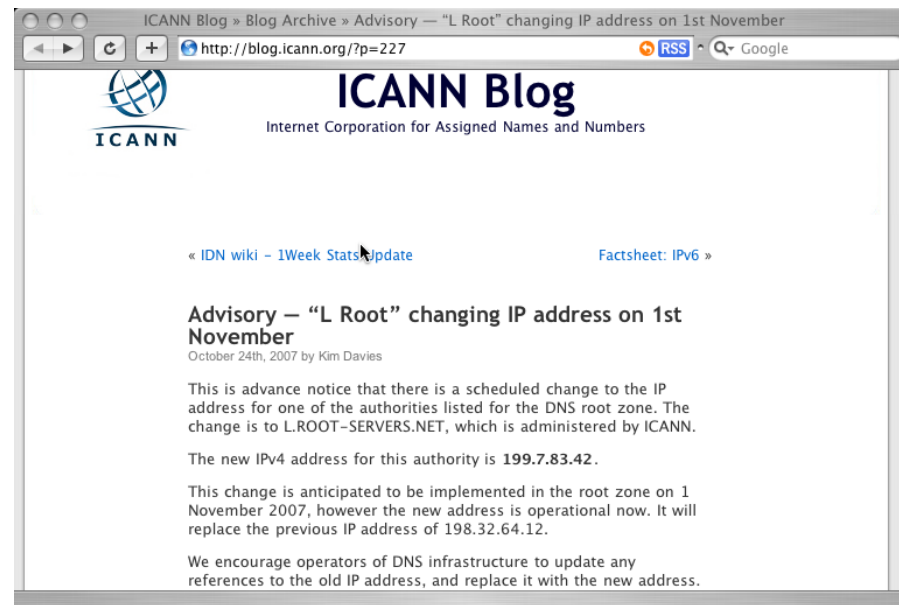 ICANN Blog » Blog Archive » Advisory — “L Root” changing IP address on 1st November
http://blog.icann.org/?p=227
RSS
Google
ICANN
ICANN Blog
Internet Corporation for Assigned Names and Numbers
« IDN wiki – 1Week Stats Update
Factsheet: IPv6 »
Advisory — “L Root” changing IP address on 1st
November
October 24th, 2007 by Kim Davies
This is advance notice that there is a scheduled change to the IP
address for one of the authorities listed for the DNS root zone. The
change is to L.ROOT-SERVERS.NET, which is administered by ICANN.
The new IPv4 address for this authority is 199.7.83.42.
This change is anticipated to be implemented in the root zone on 1
November 2007, however the new address is operational now. It will
replace the previous IP address of 198.32.64.12.
We encourage operators of DNS infrastructure to update any
references to the old IP address, and replace it with the new address.